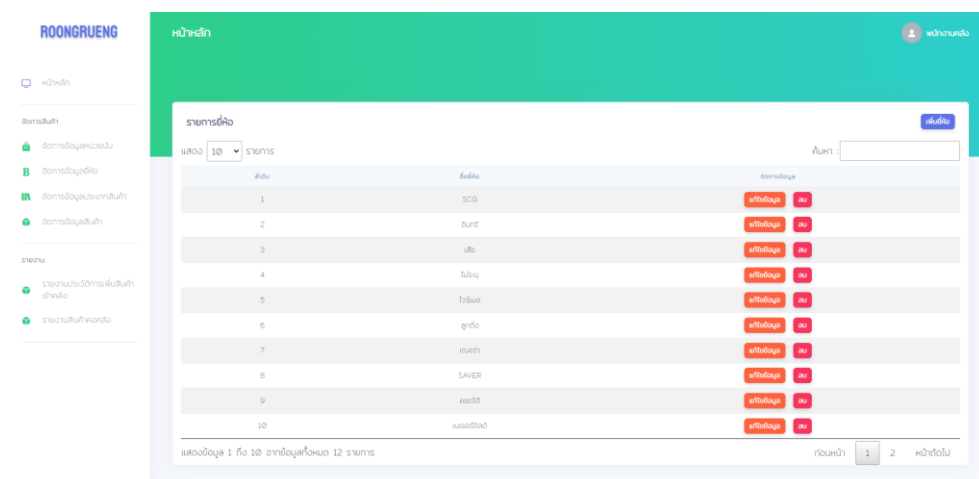 ROONGRUENG
หน้าหลัก
พนักงานคลัง
หน้าหลัก
จัดการสินค้า
จัดการข้อมูลหน่วยนับ
จัดการข้อมูลยี่ห้อ
จัดการข้อมูลประเภทสินค้า
จัดการข้อมูลสินค้า
รายงาน
รายงานประวัติการเพิ่มสินค้า
เข้าคลัง
รายงานสินค้าคงคลัง
รายการยี่ห้อ
เพิ่มยี่ห้อ
แสดง 10 รายการ
ค้นหา :
ลำดับ ชื่อยี่ห้อ จัดการข้อมูล
1 SCG แก้ไขข้อมูล ลบ
2 อินทรี แก้ไขข้อมูล ลบ
3 เสือ แก้ไขข้อมูล ลบ
4 ไม่ระบุ แก้ไขข้อมูล ลบ
5 ไวร์เมช แก้ไขข้อมูล ลบ
6 ลูกดิ่ง แก้ไขข้อมูล ลบ
7 เฌอร่า แก้ไขข้อมูล ลบ
8 SAVER แก้ไขข้อมูล ลบ
9 คอตโต้ แก้ไขข้อมูล ลบ
10 เบเยอร์ชิลด์ แก้ไขข้อมูล ลบ
แสดงข้อมูล 1 ถึง 10 จากข้อมูลทั้งหมด 12 รายการ
ก่อนหน้า 1 2 หน้าถัดไป